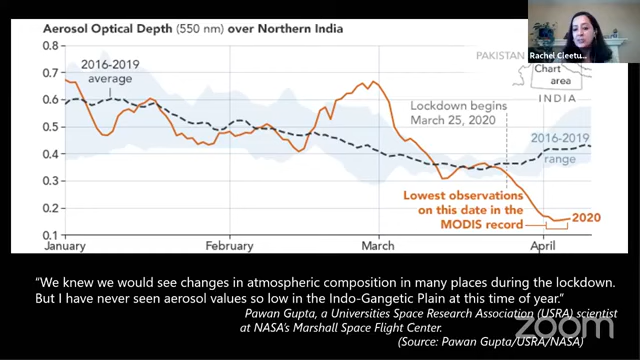 Aerosol Optical Depth (550 nm) over Northern India
0.8
0.7
0.6
0.5
0.4
0.3
0.2
0.1
2016-2019
average
PAKISTAN
Chart
area
INDIA
Rachel Cleetu...
Lockdown begins
March 25, 2020
2016-2019
range
Lowest observations
on this date in the
MODIS record
2020
January
February
March
April
“We knew we would see changes in atmospheric composition in many places during the lockdown.
But I have never seen aerosol values so low in the Indo-Gangetic Plain at this time of year.”
Pawan Gupta, a Universities Space Research Association (USRA) scientist
at NASA’s Marshall Space Flight Center.
(Source: Pawan Gupta/USRA/NASA)
zoom